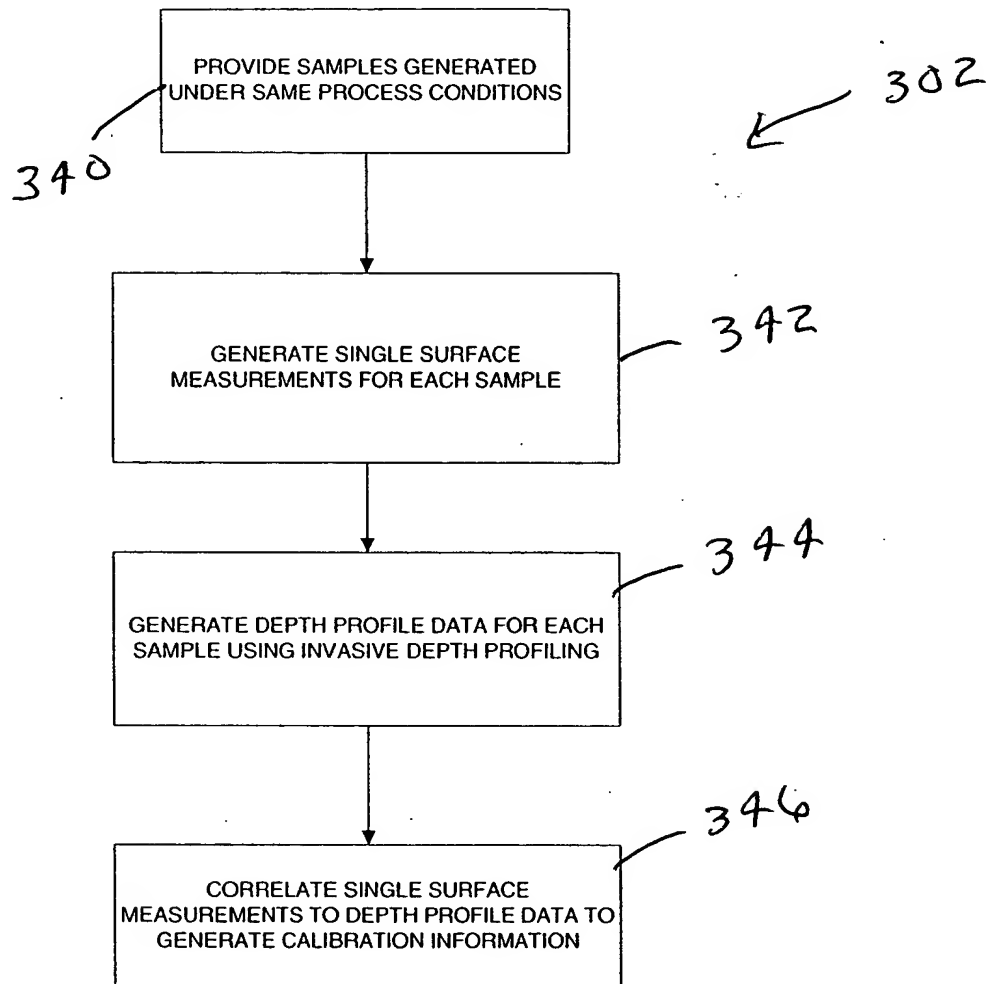 PROVIDE SAMPLES GENERATED
UNDER SAME PROCESS CONDITIONS
302
340
GENERATE SINGLE SURFACE
MEASUREMENTS FOR EACH SAMPLE
342
GENERATE DEPTH PROFILE DATA FOR EACH
SAMPLE USING INVASIVE DEPTH PROFILING
344
CORRELATE SINGLE SURFACE
MEASUREMENTS TO DEPTH PROFILE DATA TO
GENERATE CALIBRATION INFORMATION
346